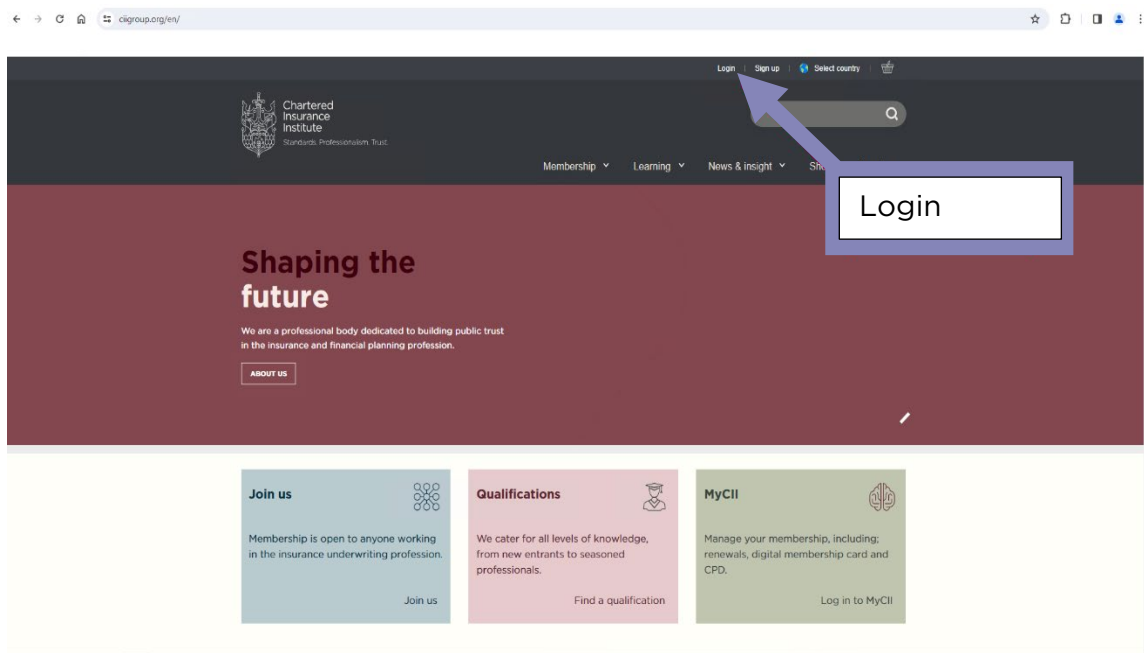 ciigroup.org/en/
Login
Sign up
Select country
Chartered
Insurance
Institute
Standards. Professionalism. Trust.
Membership
Learning
News & insight
Login
Shaping the
future
We are a professional body dedicated to building public trust
in the insurance and financial planning profession.
ABOUT US
Join us
Membership is open to anyone working
in the insurance underwriting profession.
Join us
Qualifications
We cater for all levels of knowledge,
from new entrants to seasoned
professionals.
Find a qualification
MyCII
Manage your membership, including;
renewals, digital membership card and
CPD.
Log in to MyCII